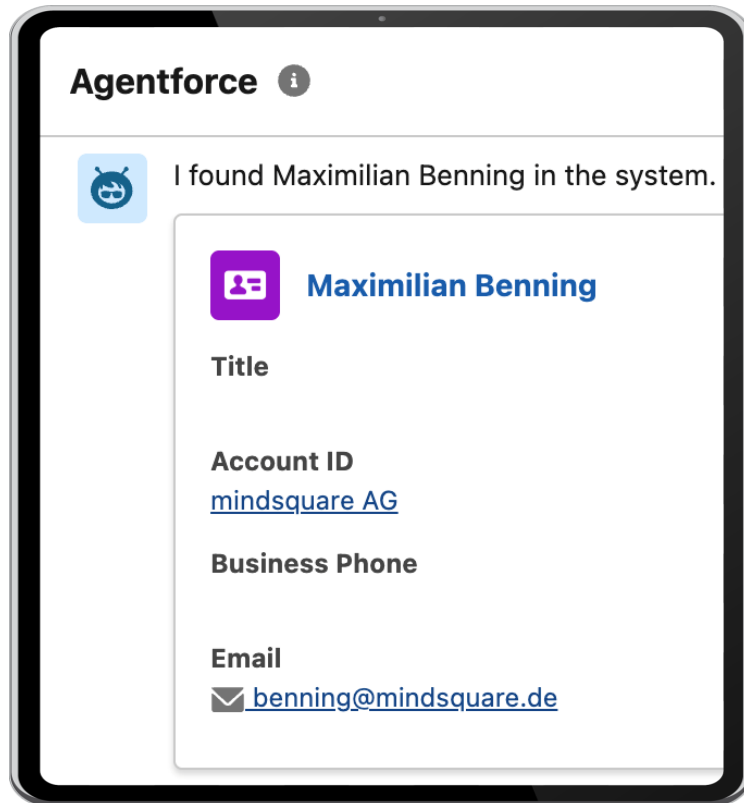 Agentforce
I found Maximilian Benning in the system.
Maximilian Benning
Title
Account ID
mindsquare AG
Business Phone
Email
benning@mindsquare.de